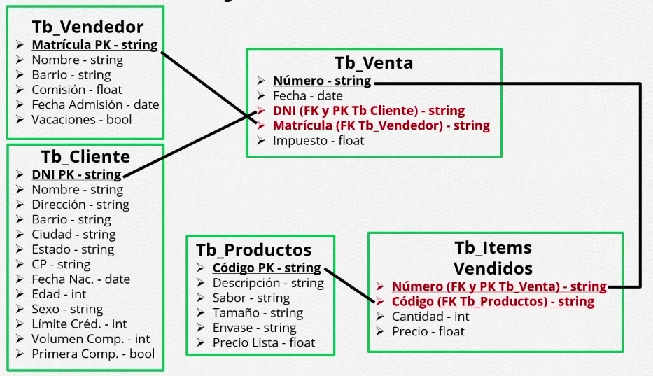 Tb_Vendedor
Matrícula PK - string
Nombre - string
Barrio - string
Comisión - float
Fecha Admisión - date
Vacaciones - bool
Tb_Cliente
DNI PK - string
Nombre - string
Dirección - string
Barrio - string
Ciudad - string
Estado - string
CP - string
Fecha Nac. - date
Edad - int
Sexo - string
Límite Créd. - int
Volumen Comp. - int
Primera Comp. - bool
Tb_Venta
Número - string
Fecha - date
DNI (FK y PK Tb Cliente) - string
Matrícula (FK Tb_Vendedor) - string
Impuesto - float
Tb_Productos
Código PK - string
Descripción - string
Sabor - string
Tamaño - string
Envase - string
Precio Lista - float
Tb_Items
Vendidos
Número (FK y PK Tb_Venta) - string
Código (FK Tb_Productos) - string
Cantidad - int
Precio - float